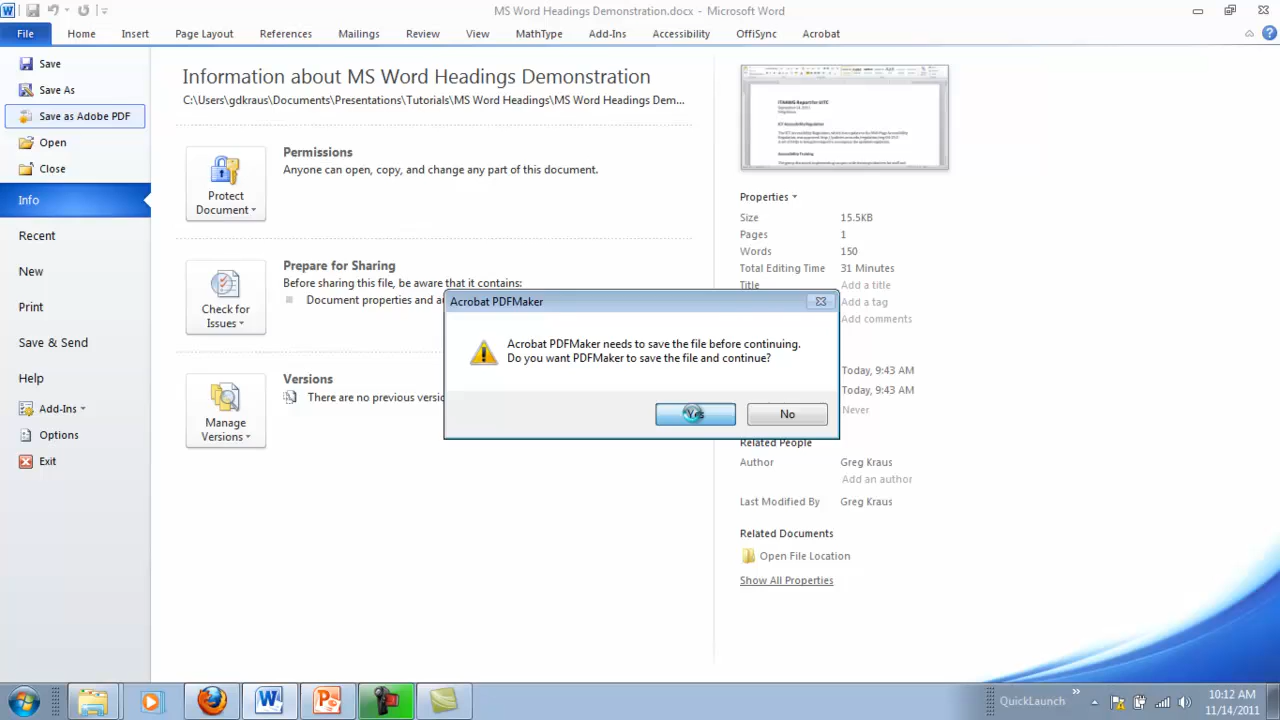 MS Word Headings Demonstration.docx - Microsoft Word
File Home Insert Page Layout References Mailings Review View MathType Add-Ins Accessibility OffiSync Acrobat
Save
Save As
Save as Adobe PDF
Open
Close
Info
Recent
New
Print
Save & Send
Help
Add-Ins
Options
Exit
Information about MS Word Headings Demonstration
C:\Users\gdkraus\Documents\Presentations\Tutorials\MS Word Headings\MS Word Headings Dem...
Protect
Document
Permissions
Anyone can open, copy, and change any part of this document.
Check for
Issues
Prepare for Sharing
Before sharing this file, be aware that it contains:
Document properties and au
Manage
Versions
Versions
There are no previous versio
Acrobat PDFMaker
Acrobat PDFMaker needs to save the file before continuing.
Do you want PDFMaker to save the file and continue?
Yes
No
Properties
Size 15.5KB
Pages 1
Words 150
Total Editing Time 31 Minutes
Title Add a title
Add a tag
Add comments
Today, 9:43 AM
Today, 9:43 AM
Never
Related People
Author Greg Kraus
Add an author
Last Modified By Greg Kraus
Related Documents
Open File Location
Show All Properties
QuickLaunch
10:12 AM
11/14/2011